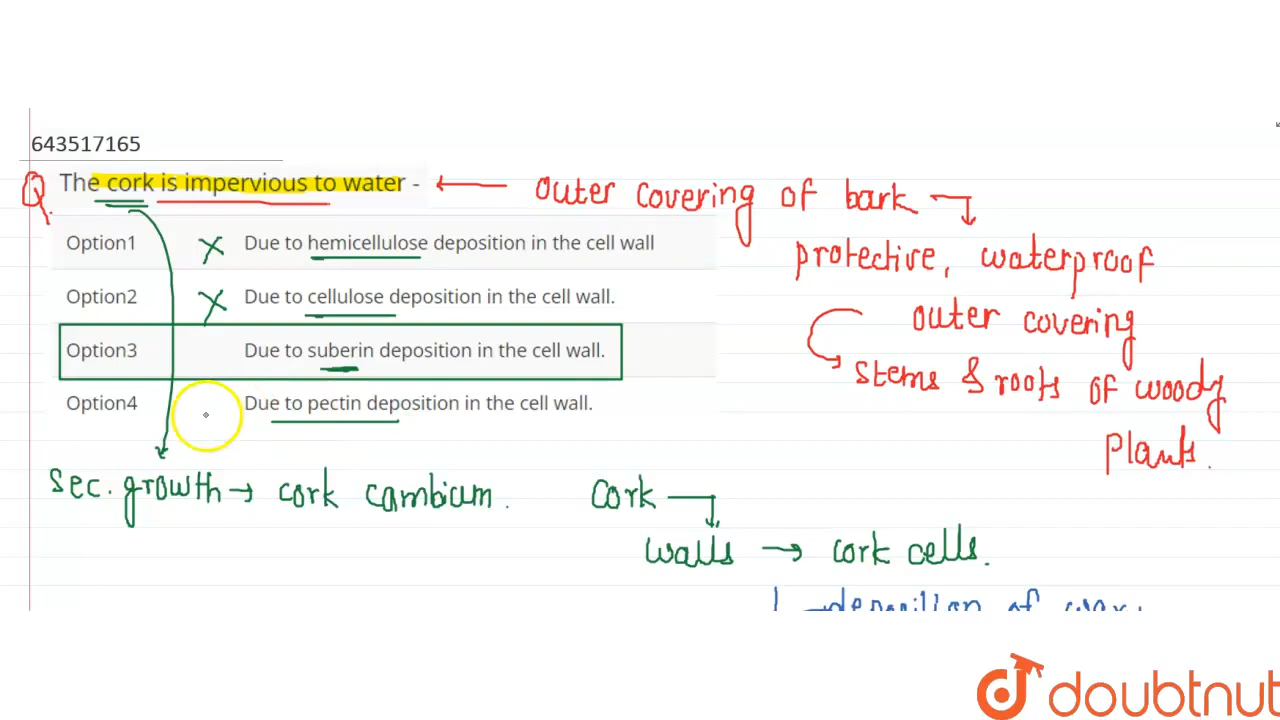 643517165
Q. The cork is impervious to water - ← outer covering of bark
protective, waterproof
outer covering
stems & roots of woody
plants.
Option1 X Due to hemicellulose deposition in the cell wall
Option2 X Due to cellulose deposition in the cell wall.
Option3 Due to suberin deposition in the cell wall.
Option4 Due to pectin deposition in the cell wall.
Sec. growth → cork cambium.
Cork
walls → cork cells.
deposition of waxy
doubtnut